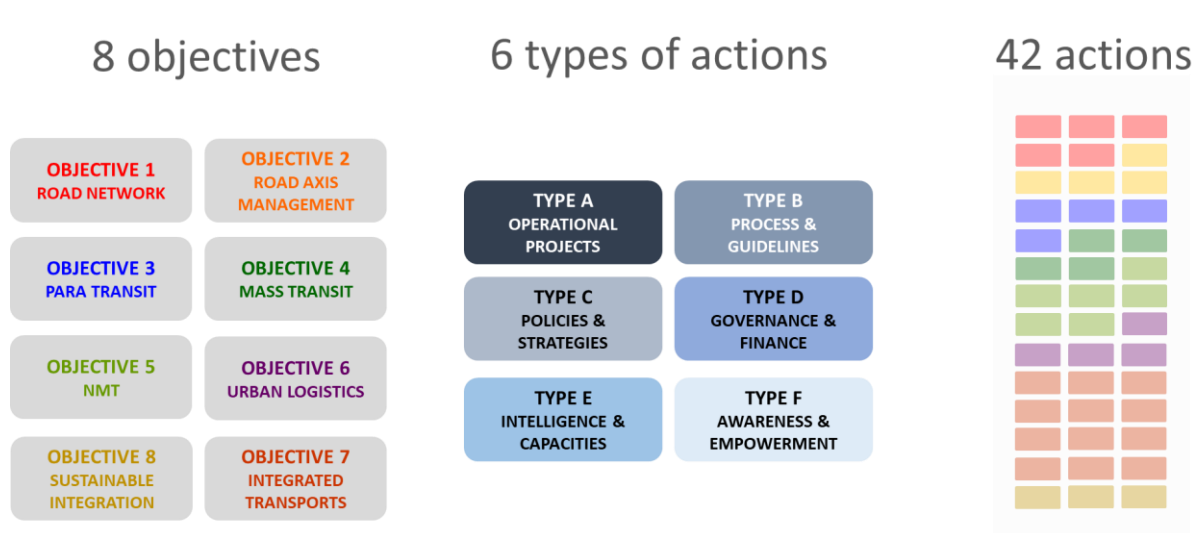 8 objectives
6 types of actions
42 actions
OBJECTIVE 1
ROAD NETWORK
OBJECTIVE 2
ROAD AXIS
MANAGEMENT
OBJECTIVE 3
PARA TRANSIT
OBJECTIVE 4
MASS TRANSIT
OBJECTIVE 5
NMT
OBJECTIVE 6
URBAN LOGISTICS
OBJECTIVE 8
SUSTAINABLE
INTEGRATION
OBJECTIVE 7
INTEGRATED
TRANSPORTS
TYPE A
OPERATIONAL
PROJECTS
TYPE B
PROCESS &
GUIDELINES
TYPE C
POLICIES &
STRATEGIES
TYPE D
GOVERNANCE &
FINANCE
TYPE E
INTELLIGENCE &
CAPACITIES
TYPE F
AWARENESS &
EMPOWERMENT